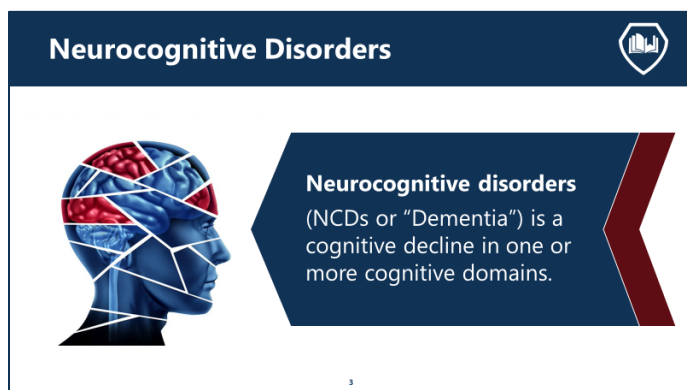 Neurocognitive Disorders
Neurocognitive disorders
(NCDs or “Dementia”) is a
cognitive decline in one or
more cognitive domains.
3